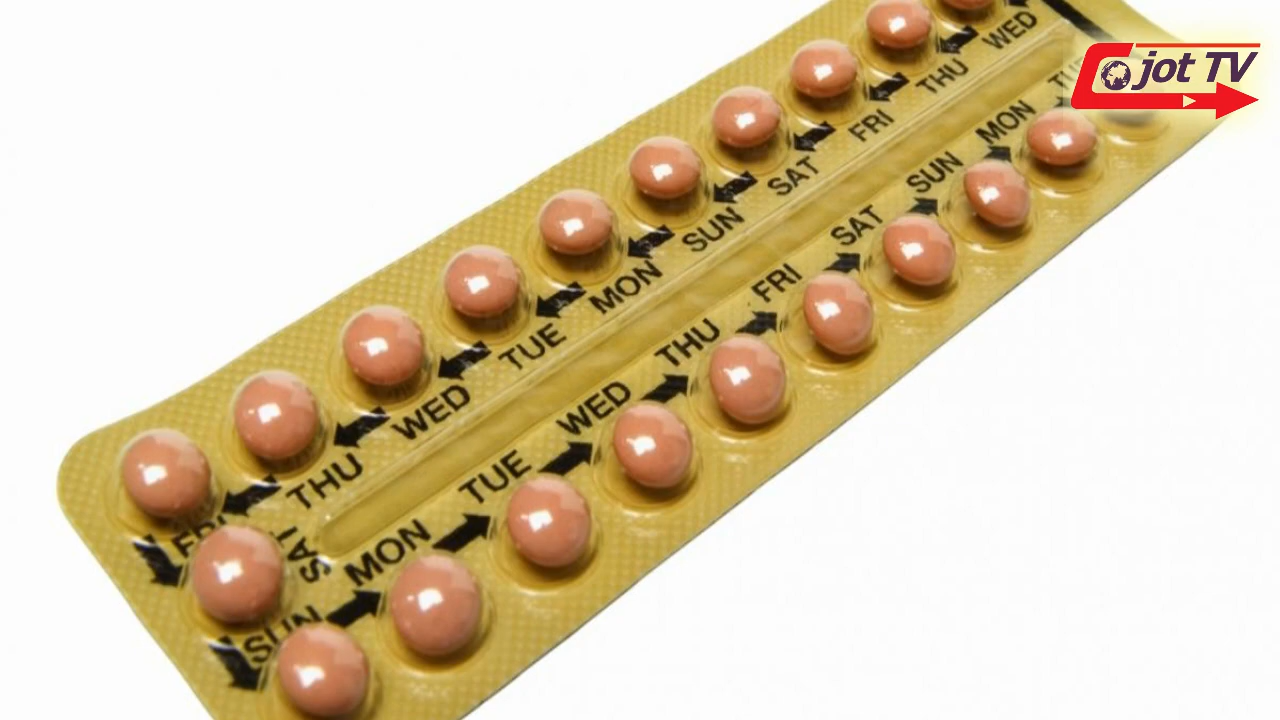 jot TV
WED
THU
FRI
SAT
SUN
MON
TUE
WED
THU
FRI
SAT
SUN
MON
TUE
WED
THU
FRI
SAT
SUN
MON